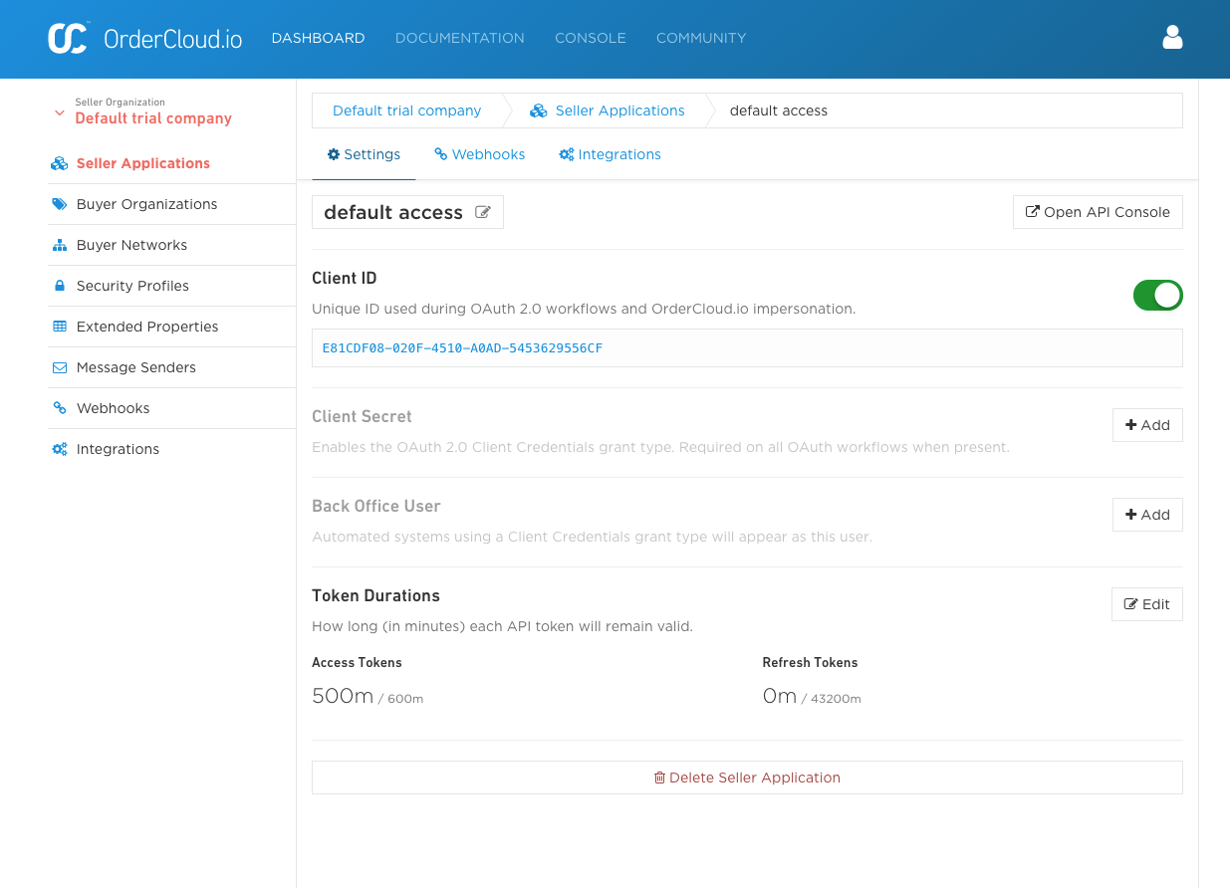 OrderCloud.io DASHBOARD DOCUMENTATION CONSOLE COMMUNITY
Seller Organization
Default trial company
Seller Applications
Buyer Organizations
Buyer Networks
Security Profiles
Extended Properties
Message Senders
Webhooks
Integrations
Default trial company Seller Applications default access
Settings Webhooks Integrations
default access Open API Console
Client ID
Unique ID used during OAuth 2.0 workflows and OrderCloud.io impersonation.
E81CDF08-020F-4510-A0AD-5453629556CF
Client Secret
Add
Enables the OAuth 2.0 Client Credentials grant type. Required on all OAuth workflows when present.
Back Office User
Add
Automated systems using a Client Credentials grant type will appear as this user.
Token Durations
Edit
How long (in minutes) each API token will remain valid.
Access Tokens Refresh Tokens
500m / 600m 0m / 43200m
Delete Seller Application